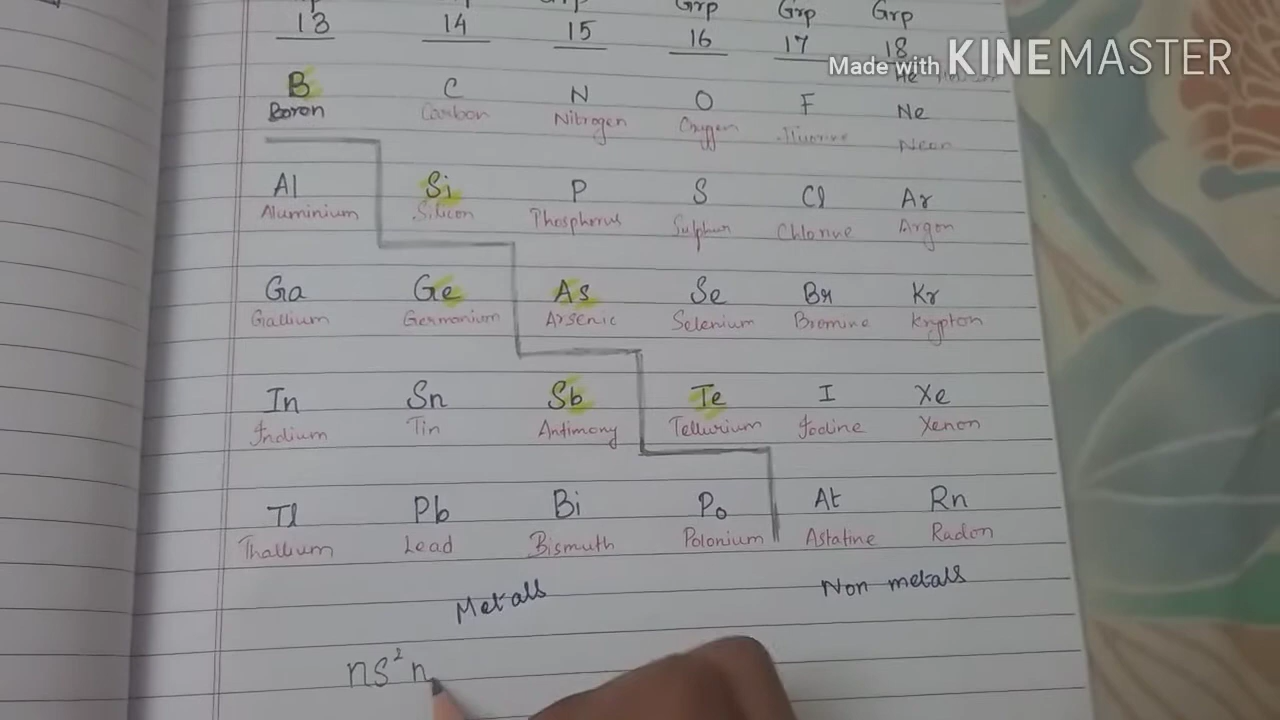 Grp Grp Grp
13 14 15 16 17 18
Made with KINEMASTER
B C N O F He
Ne
Boron Carbon Nitrogen Oxygen Fluorine Neon
Al Si P S Cl Ar
Aluminium Silicon Phosphorus Sulphur Chlorine Argon
Ga Ge As Se Br Kr
Gallium Germanium Arsenic Selenium Bromine Krypton
In Sn Sb Te I Xe
Indium Tin Antimony Tellurium Iodine Xenon
Tl Pb Bi Po At Rn
Thallium Lead Bismuth Polonium Astatine Radon
Metals Non metals
ns² n